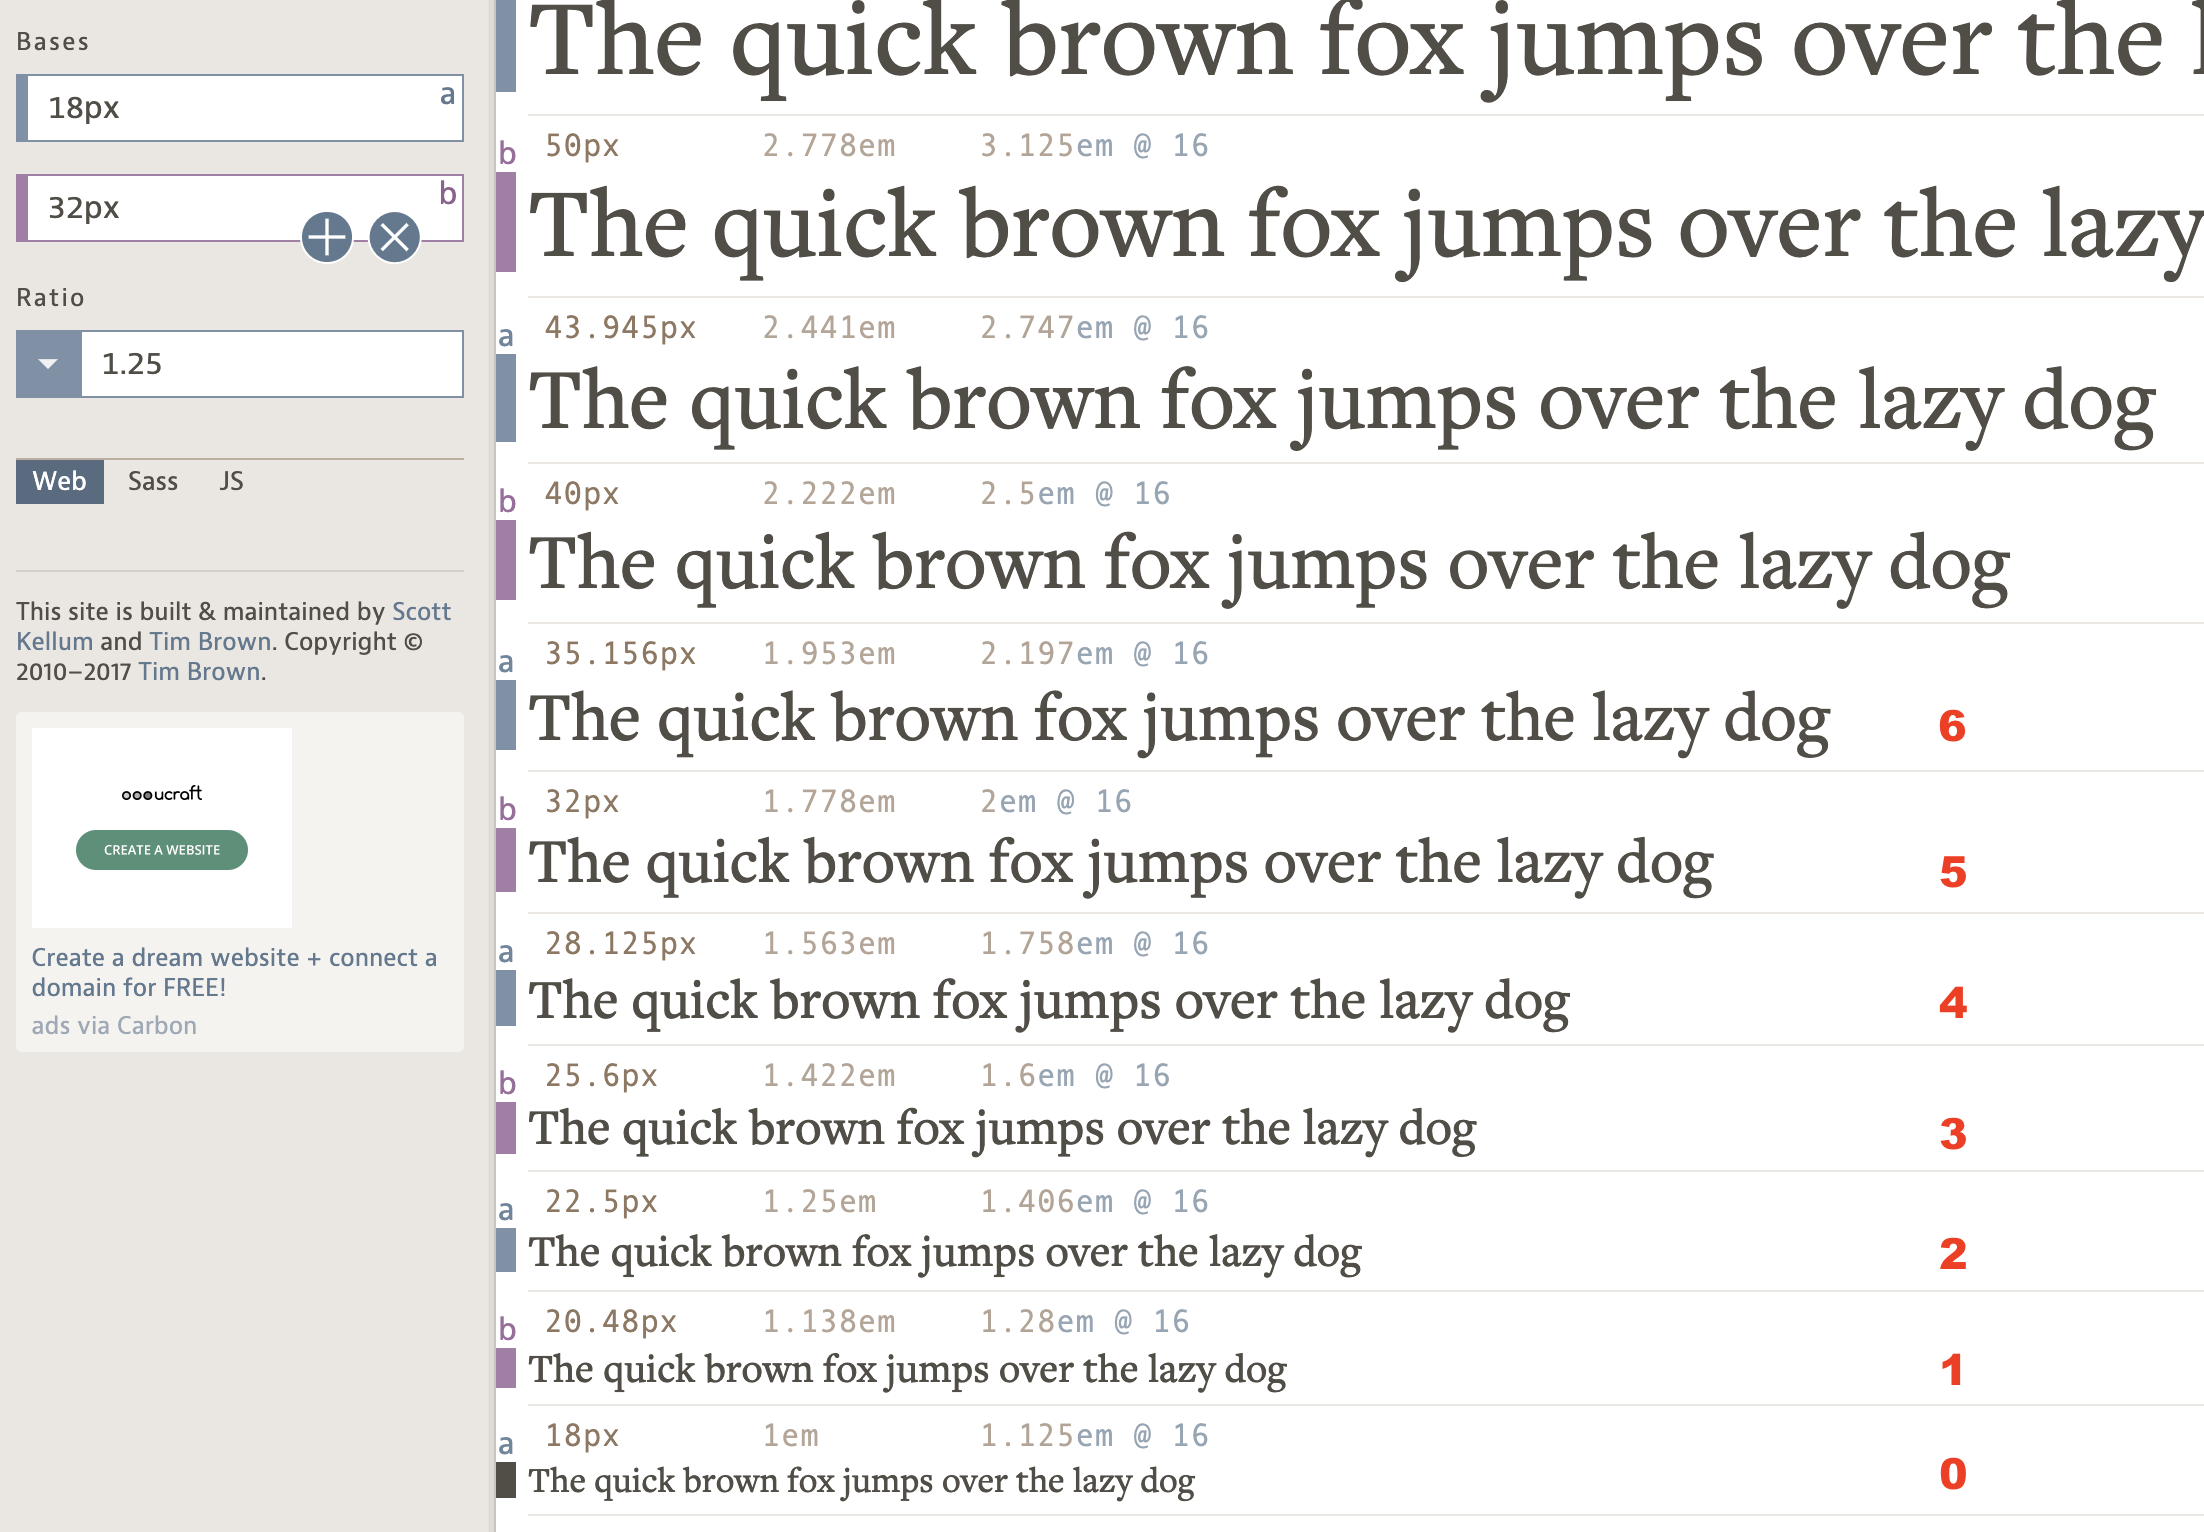 Bases
18px
a
32px
b
Ratio
1.25
Web Sass JS
This site is built & maintained by Scott
Kellum and Tim Brown. Copyright ©
2010–2017 Tim Brown.
ucraft
CREATE A WEBSITE
Create a dream website + connect a
domain for FREE!
ads via Carbon
The quick brown fox jumps over the
b 50px 2.778em 3.125em @ 16
The quick brown fox jumps over the lazy
a 43.945px 2.441em 2.747em @ 16
The quick brown fox jumps over the lazy dog
b 40px 2.222em 2.5em @ 16
The quick brown fox jumps over the lazy dog
a 35.156px 1.953em 2.197em @ 16
The quick brown fox jumps over the lazy dog 6
b 32px 1.778em 2em @ 16
The quick brown fox jumps over the lazy dog 5
a 28.125px 1.563em 1.758em @ 16
The quick brown fox jumps over the lazy dog 4
b 25.6px 1.422em 1.6em @ 16
The quick brown fox jumps over the lazy dog 3
a 22.5px 1.25em 1.406em @ 16
The quick brown fox jumps over the lazy dog 2
b 20.48px 1.138em 1.28em @ 16
The quick brown fox jumps over the lazy dog 1
a 18px 1em 1.125em @ 16
The quick brown fox jumps over the lazy dog 0